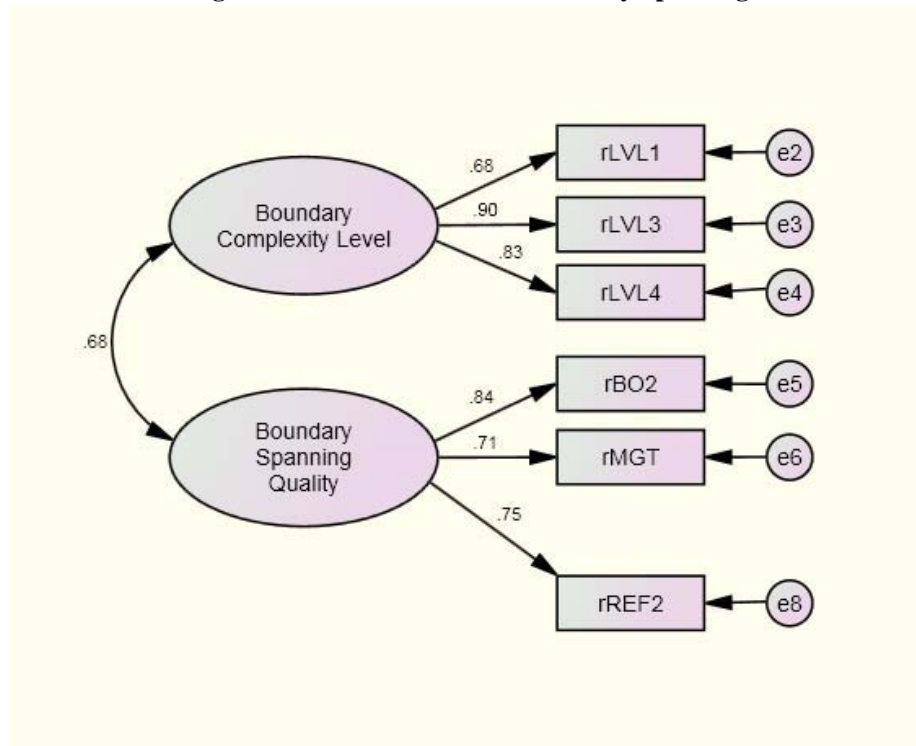 .68
rLVL1
e2
Boundary
Complexity Level
.90
rLVL3
e3
.83
rLVL4
e4
.68
.84
rBO2
e5
Boundary
Spanning
Quality
.71
rMGT
e6
.75
rREF2
e8